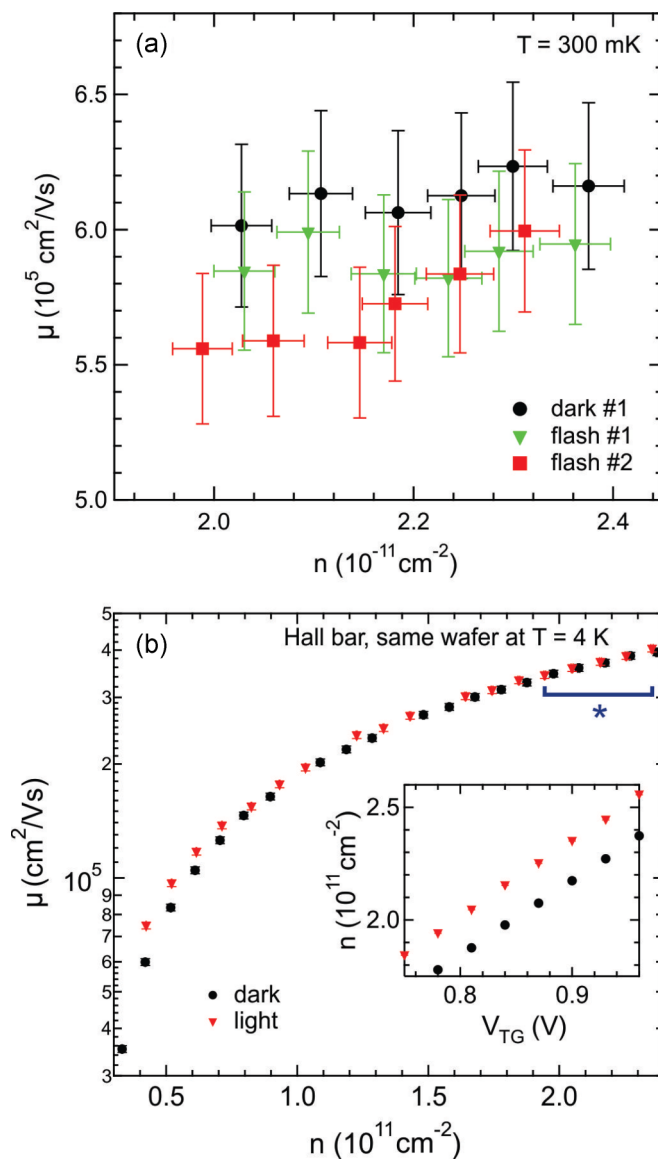 (a)
T = 300 mK
6.5
6.0
5.5
5.0
μ (10⁵ cm²/Vs)
dark #1
flash #1
flash #2
2.0 2.2 2.4
n (10⁻¹¹cm⁻²)
(b)
Hall bar, same wafer at T = 4 K
5
4
3
2
10⁵
9
8
7
6
5
4
3
μ (cm²/Vs)
*
2.5
2.0
n (10¹¹cm⁻²)
0.8 0.9
V_TG (V)
dark
light
0.5 1.0 1.5 2.0
n (10¹¹cm⁻²)